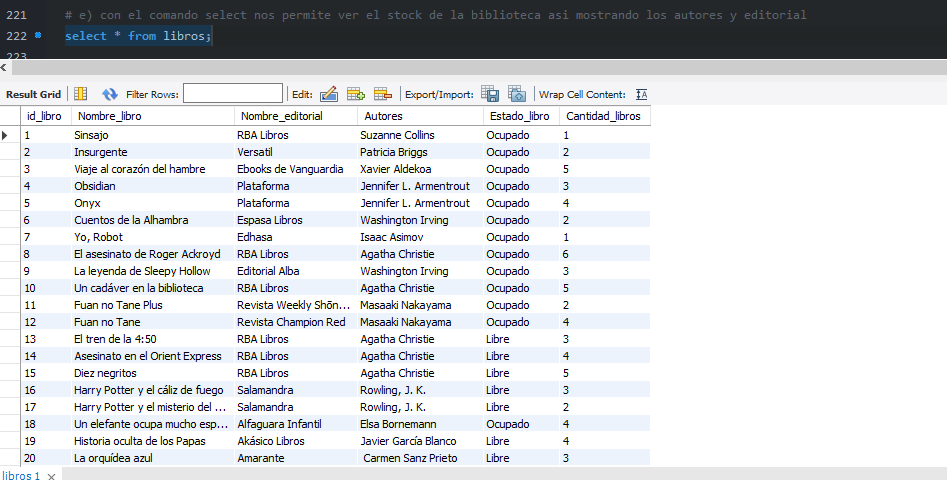 221 # e) con el comando select nos permite ver el stock de la biblioteca asi mostrando los autores y editorial
222 select * from libros;
223
Result Grid Filter Rows: Edit: Export/Import: Wrap Cell Content:
id_libro Nombre_libro Nombre_editorial Autores Estado_libro Cantidad_libros
1 Sinsajo RBA Libros Suzanne Collins Ocupado 1
2 Insurgente Versatil Patricia Briggs Ocupado 2
3 Viaje al corazón del hambre Ebooks de Vanguardia Xavier Aldekoa Ocupado 5
4 Obsidian Plataforma Jennifer L. Armentrout Ocupado 3
5 Onyx Plataforma Jennifer L. Armentrout Ocupado 4
6 Cuentos de la Alhambra Espasa Libros Washington Irving Ocupado 2
7 Yo, Robot Edhasa Isaac Asimov Ocupado 1
8 El asesinato de Roger Ackroyd RBA Libros Agatha Christie Ocupado 6
9 La leyenda de Sleepy Hollow Editorial Alba Washington Irving Ocupado 3
10 Un cadáver en la biblioteca RBA Libros Agatha Christie Ocupado 5
11 Fuan no Tane Plus Revista Weekly Shōn... Masaaki Nakayama Ocupado 2
12 Fuan no Tane Revista Champion Red Masaaki Nakayama Ocupado 4
13 El tren de la 4:50 RBA Libros Agatha Christie Libre 3
14 Asesinato en el Orient Express RBA Libros Agatha Christie Libre 4
15 Diez negritos RBA Libros Agatha Christie Libre 5
16 Harry Potter y el cáliz de fuego Salamandra Rowling, J. K. Libre 3
17 Harry Potter y el misterio del ... Salamandra Rowling, J. K. Libre 2
18 Un elefante ocupa mucho esp... Alfaguara Infantil Elsa Bornemann Ocupado 4
19 Historia oculta de los Papas Akásico Libros Javier García Blanco Libre 4
20 La orquídea azul Amarante Carmen Sanz Prieto Libre 3
libros 1